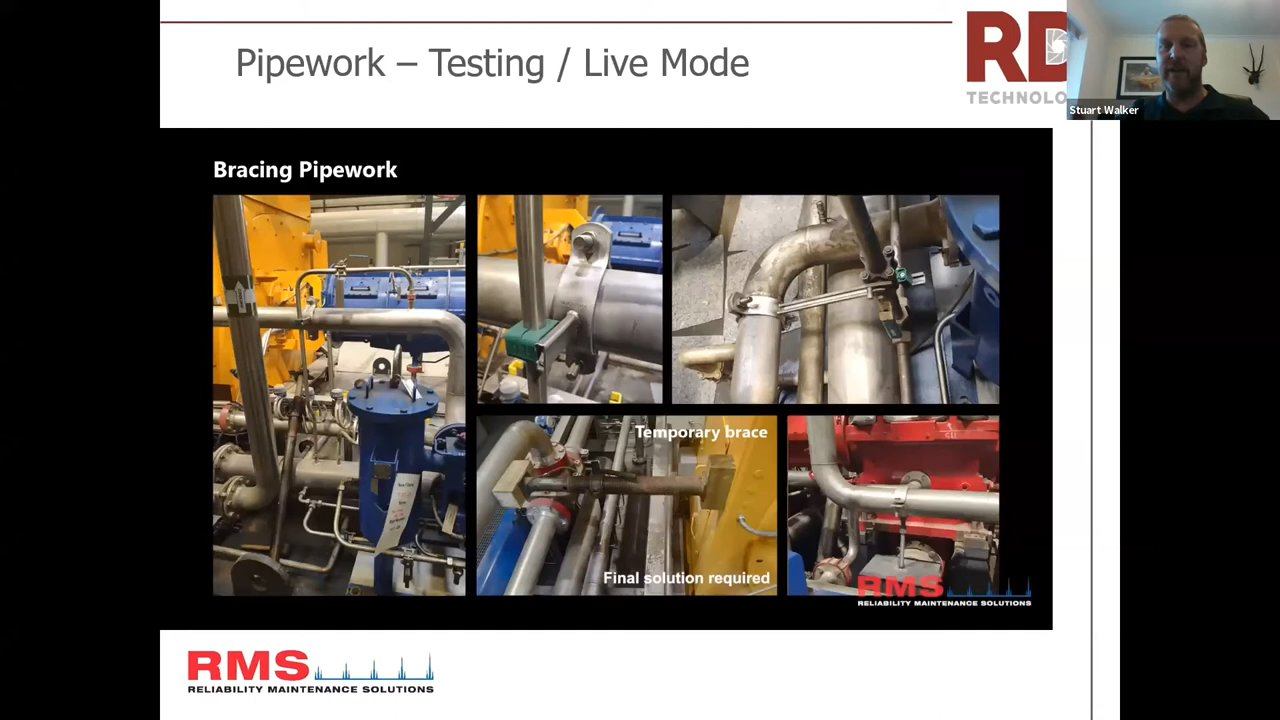 Pipework – Testing / Live Mode
RD
TECHNOLO
Stuart Walker
Bracing Pipework
Temporary brace
Final solution required
RMS
RELIABILITY MAINTENANCE SOLUTIONS
RMS
RELIABILITY MAINTENANCE SOLUTIONS